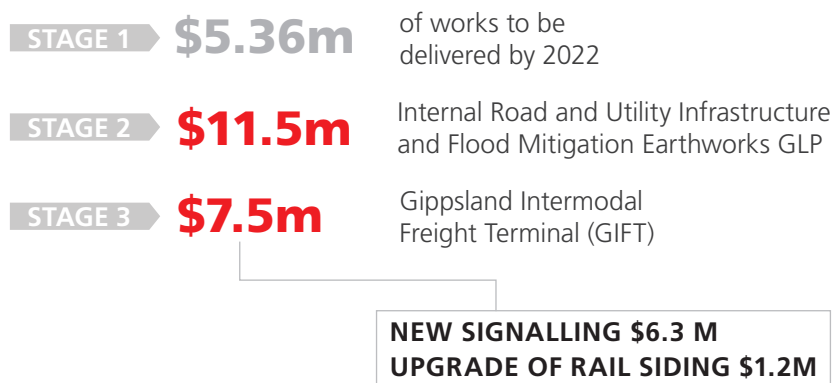 STAGE 1 $5.36m of works to be
delivered by 2022
STAGE 2 $11.5m Internal Road and Utility Infrastructure
and Flood Mitigation Earthworks GLP
STAGE 3 $7.5m Gippsland Intermodal
Freight Terminal (GIFT)
NEW SIGNALLING $6.3 M
UPGRADE OF RAIL SIDING $1.2M